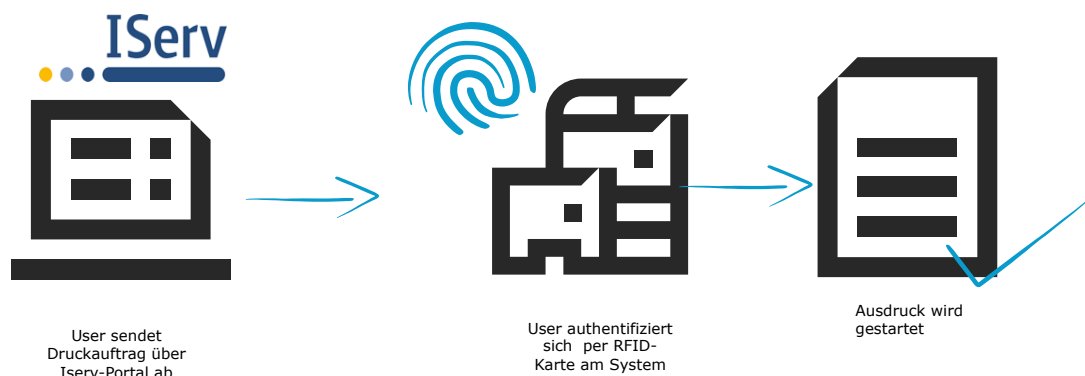 IServ
User sendet
Druckauftrag über
Iserv-Portal ab
User authentifiziert
sich per RFID-
Karte am System
Ausdruck wird
gestartet